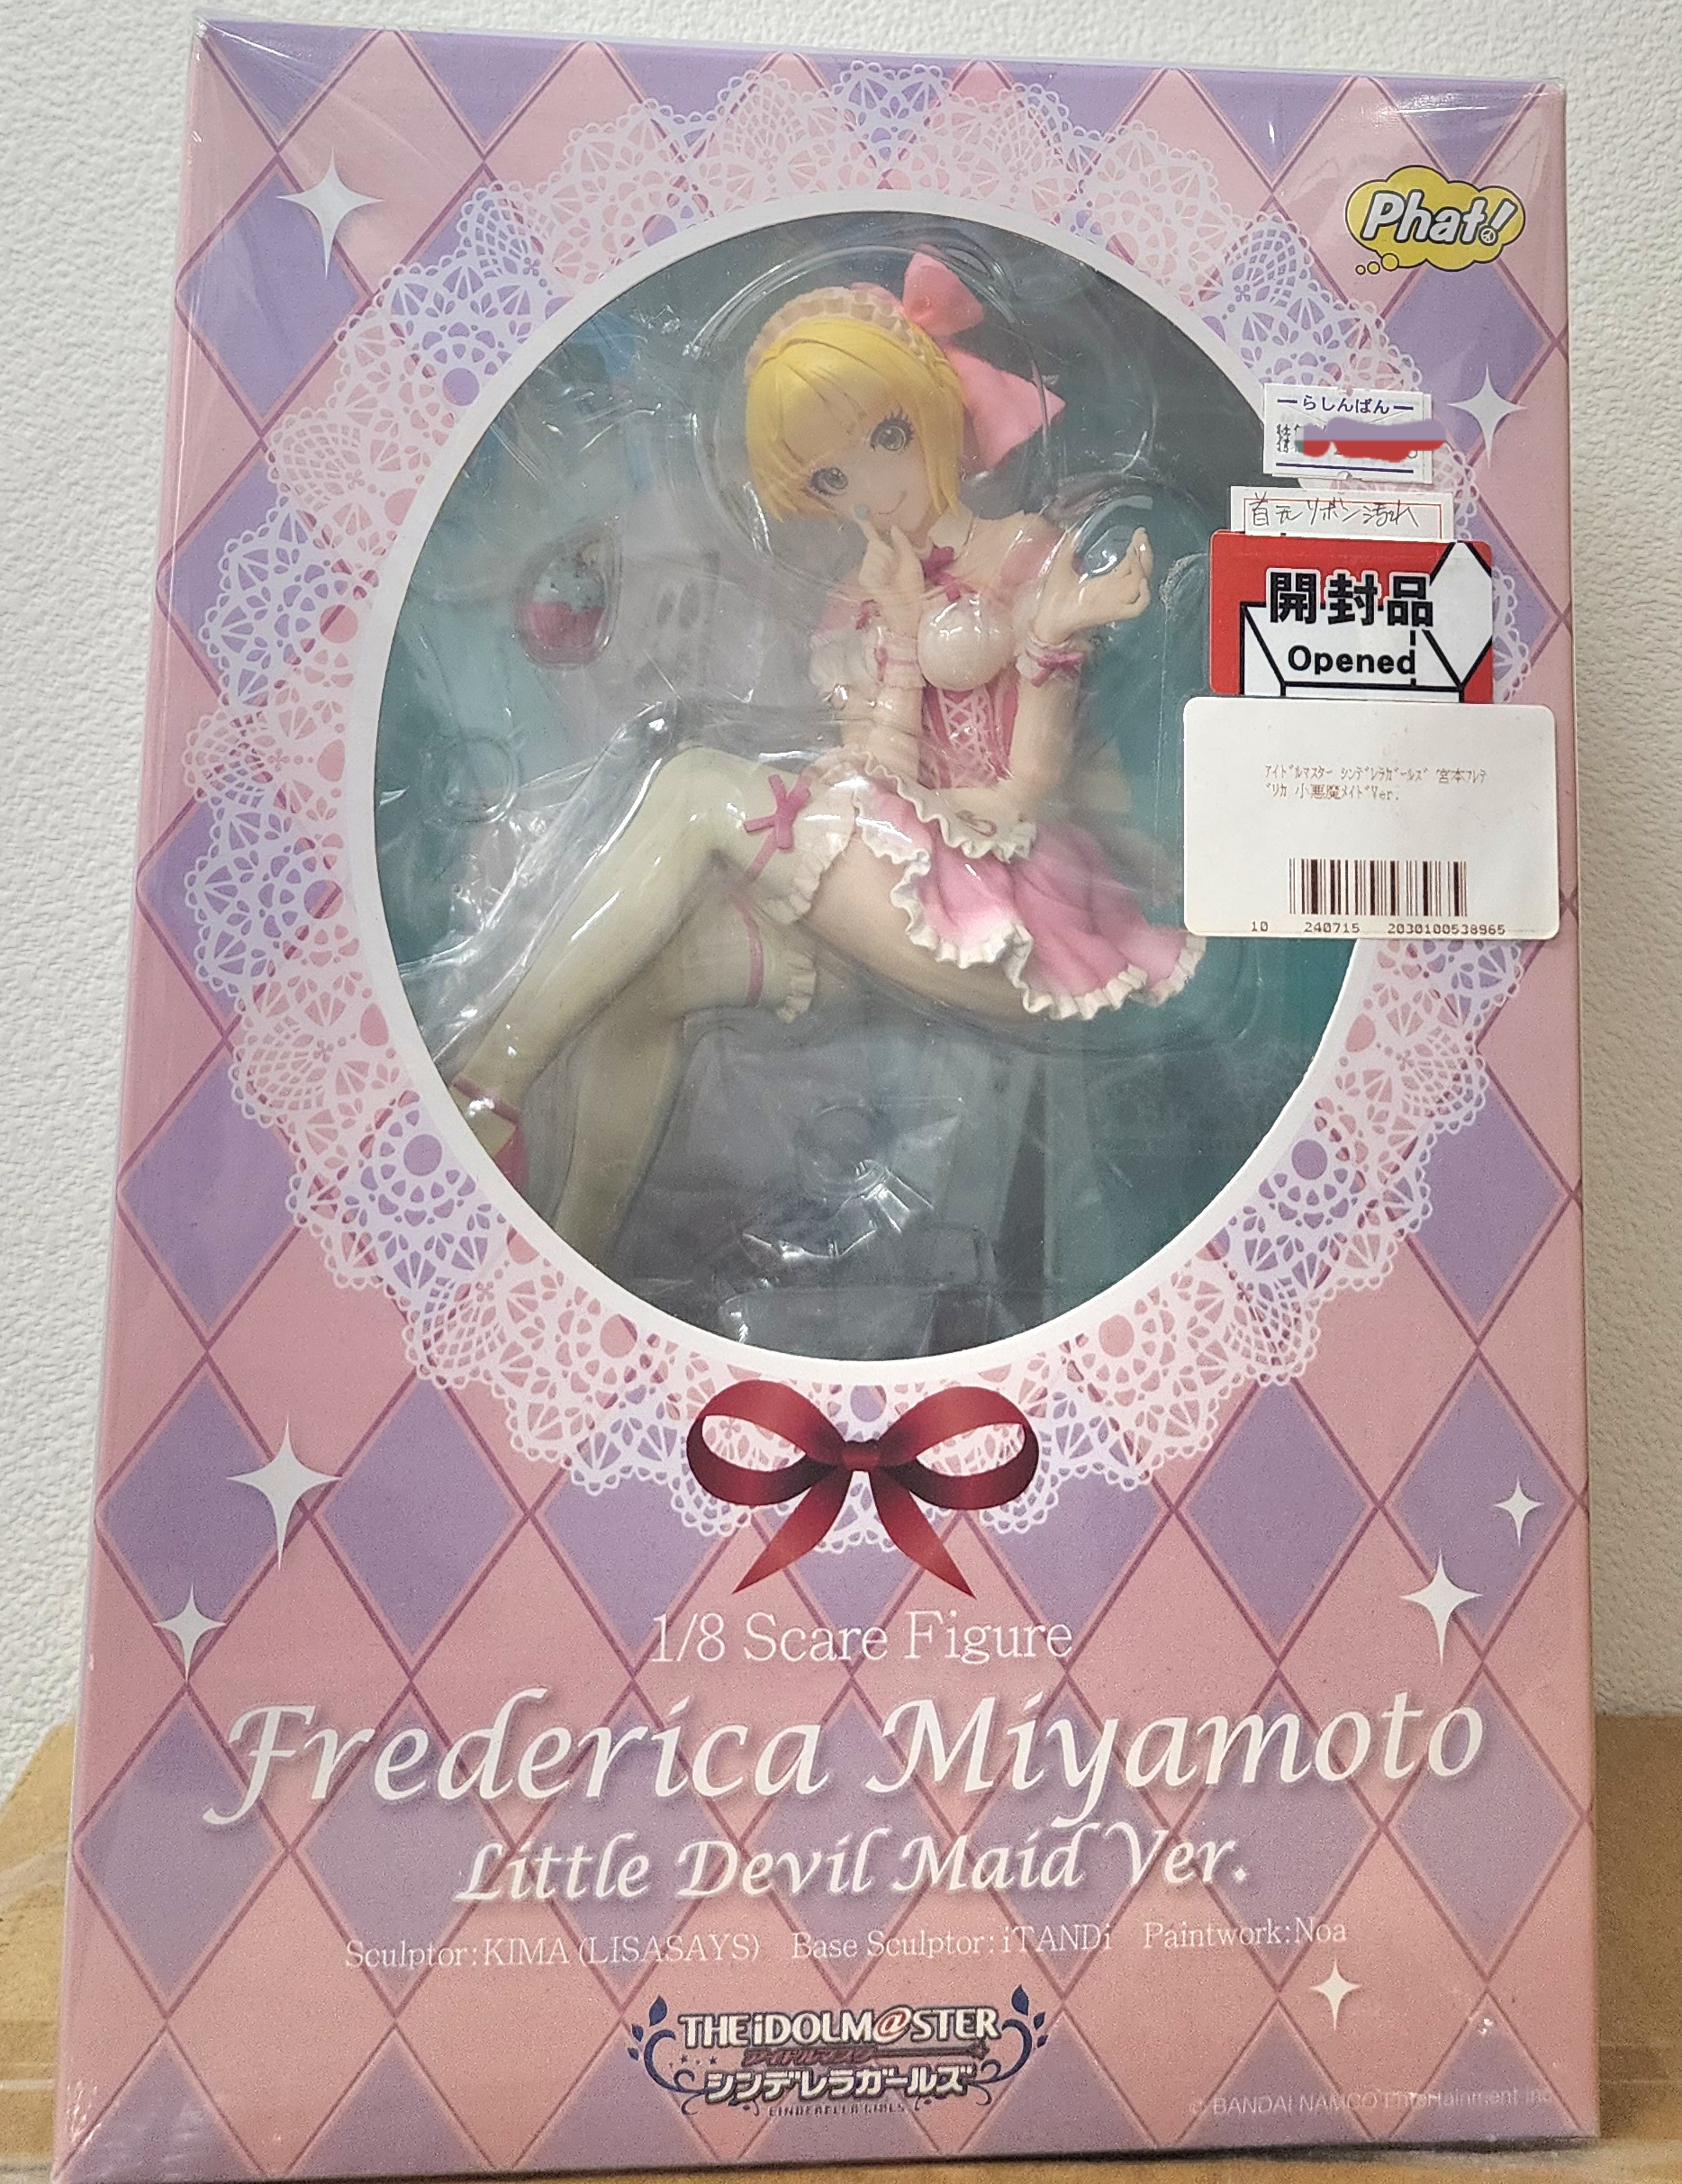 Phat!
らしんばん
首元リボン汚れ
開封品
Opened
アイドルマスター シンデレラガールズ 宮本フレデ
リカ 小悪魔メイドVer.
10 240715 2030100538965
1/8 Scare Figure
Frederica Miyamoto
Little Devil Maid Ver.
Sculptor:KIMA (LISASAYS) Base Sculptor:iTANDi Paintwork:Noa
THE iDOLM@STER
アイドルマスター
シンデレラガールズ
CINDERELLA GIRLS
© BANDAI NAMCO Entertainment Inc.